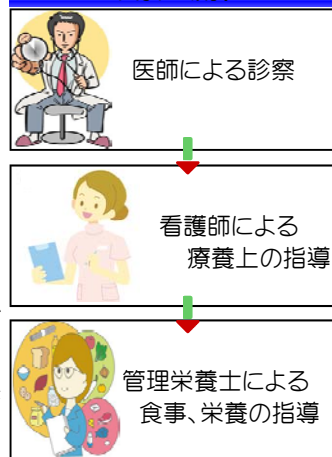 医師による診察
看護師による
療養上の指導
管理栄養士による
食事、栄養の指導